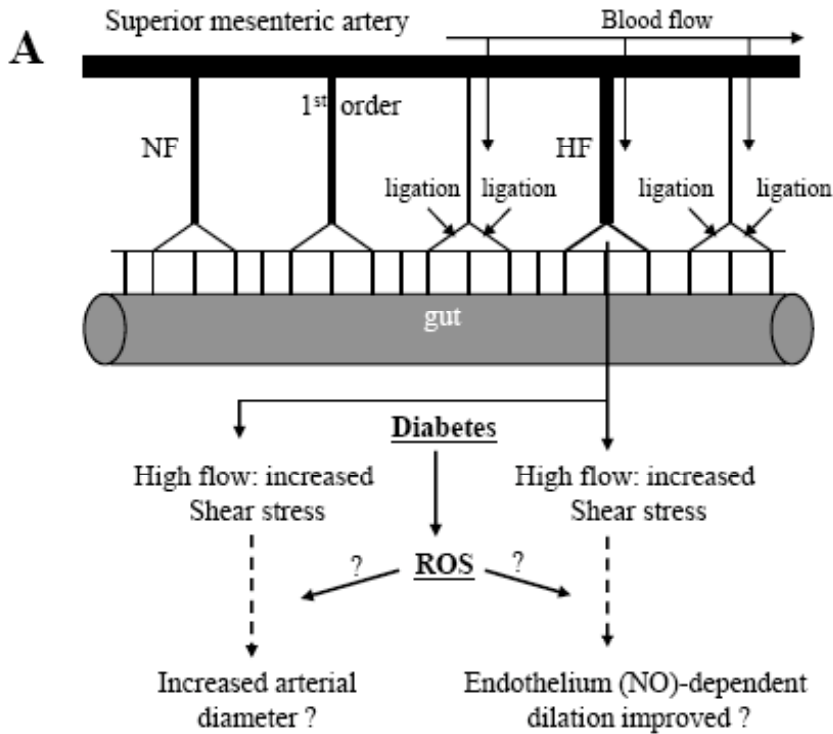 A
Superior mesenteric artery
Blood flow
1st order
NF
HF
ligation
ligation
ligation
ligation
gut
Diabetes
High flow: increased
Shear stress
High flow: increased
Shear stress
?
ROS
?
Increased arterial
diameter ?
Endothelium (NO)-dependent
dilation improved ?